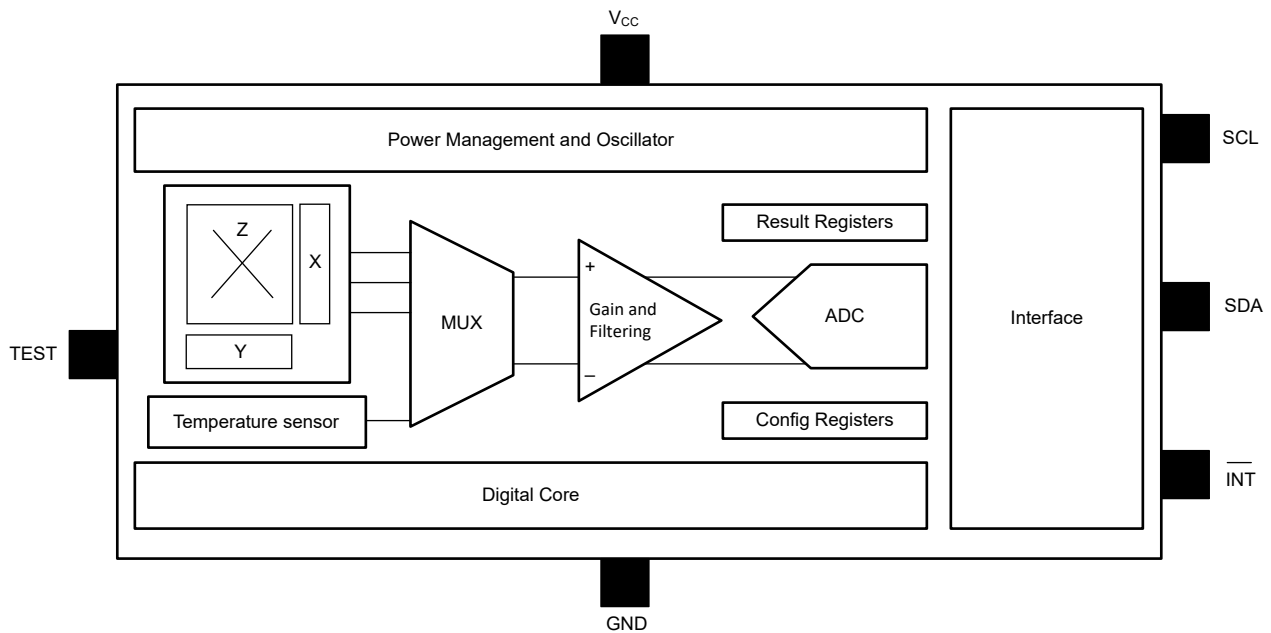 VCC
Power Management and Oscillator
SCL
Result Registers
Z
X
+
Gain and
Filtering
MUX
ADC
Interface
SDA
Y
TEST
–
Temperature sensor
Config Registers
INT
Digital Core
GND